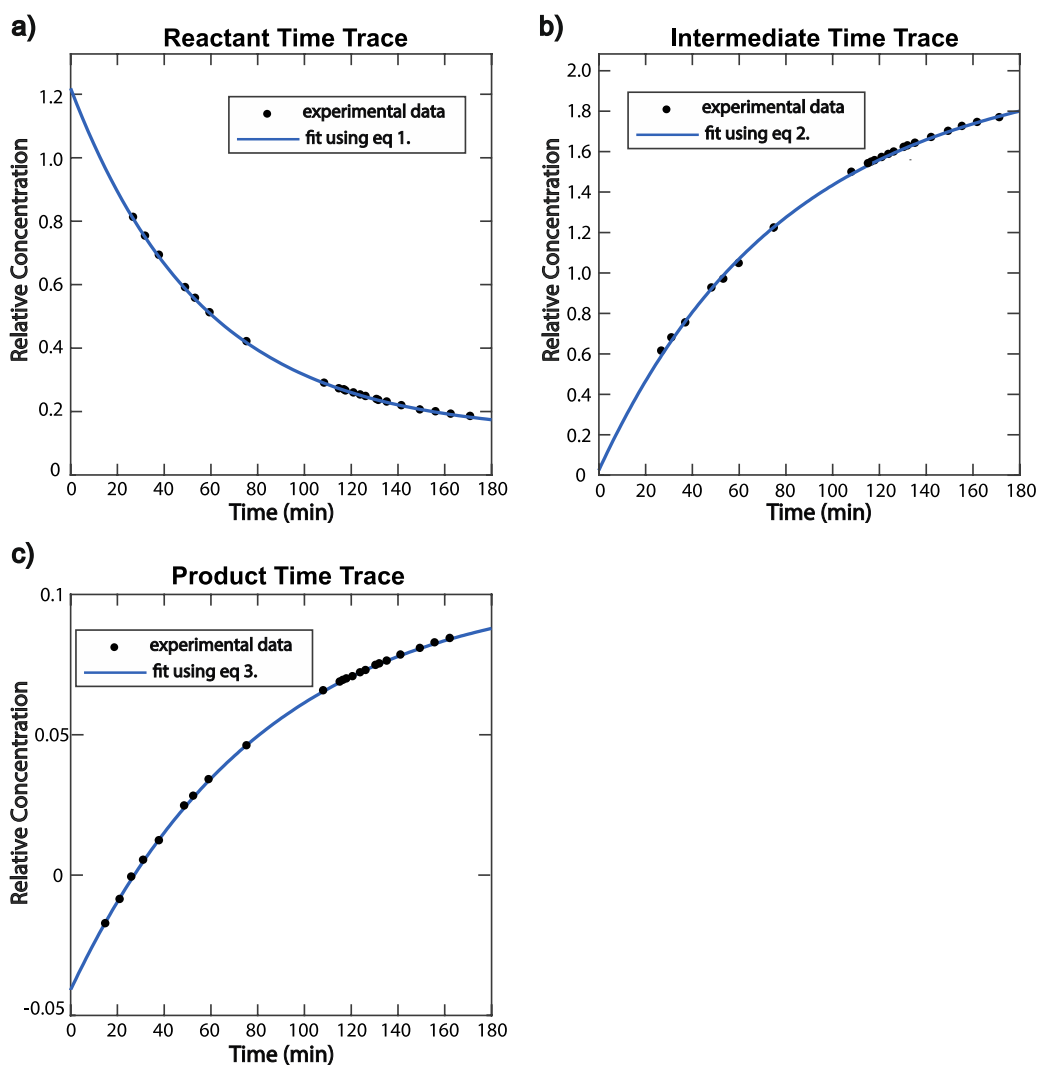 a)
Reactant Time Trace
Relative Concentration
1.2
1.0
0.8
0.6
0.4
0.2
0
experimental data
fit using eq 1.
0 20 40 60 80 100 120 140 160 180
Time (min)
b)
Intermediate Time Trace
Relative Concentration
2.0
1.8
1.6
1.4
1.2
1.0
0.8
0.6
0.4
0.2
0
experimental data
fit using eq 2.
0 20 40 60 80 100 120 140 160 180
Time (min)
c)
Product Time Trace
Relative Concentration
0.1
0.05
0
-0.05
experimental data
fit using eq 3.
0 20 40 60 80 100 120 140 160 180
Time (min)